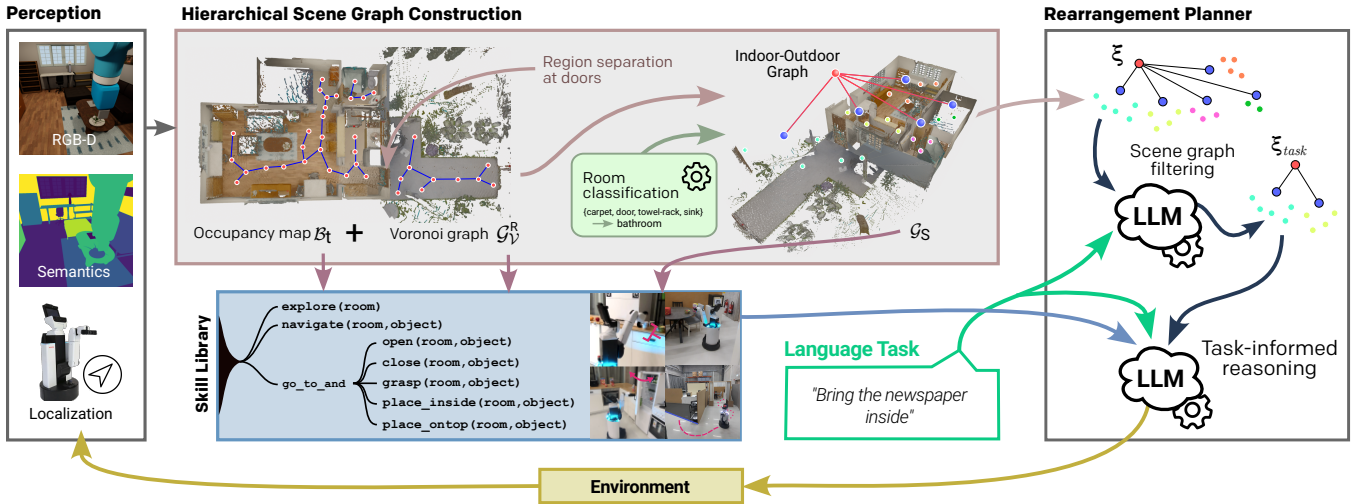 Perception
Hierarchical Scene Graph Construction
Rearrangement Planner
RGB-D
Semantics
Localization
Region separation
at doors
Indoor-Outdoor
Graph
Room
classification
{carpet, door, towel-rack, sink}
bathroom
Occupancy map ℬt + Voronoi graph 𝒢ᴿᵥ
𝒢S
ξ
Scene graph
filtering
ξtask
LLM
Skill Library
explore(room)
navigate(room,object)
go_to_and
open(room,object)
close(room,object)
grasp(room,object)
place_inside(room,object)
place_ontop(room,object)
Language Task
"Bring the newspaper
inside"
LLM
Task-informed
reasoning
Environment